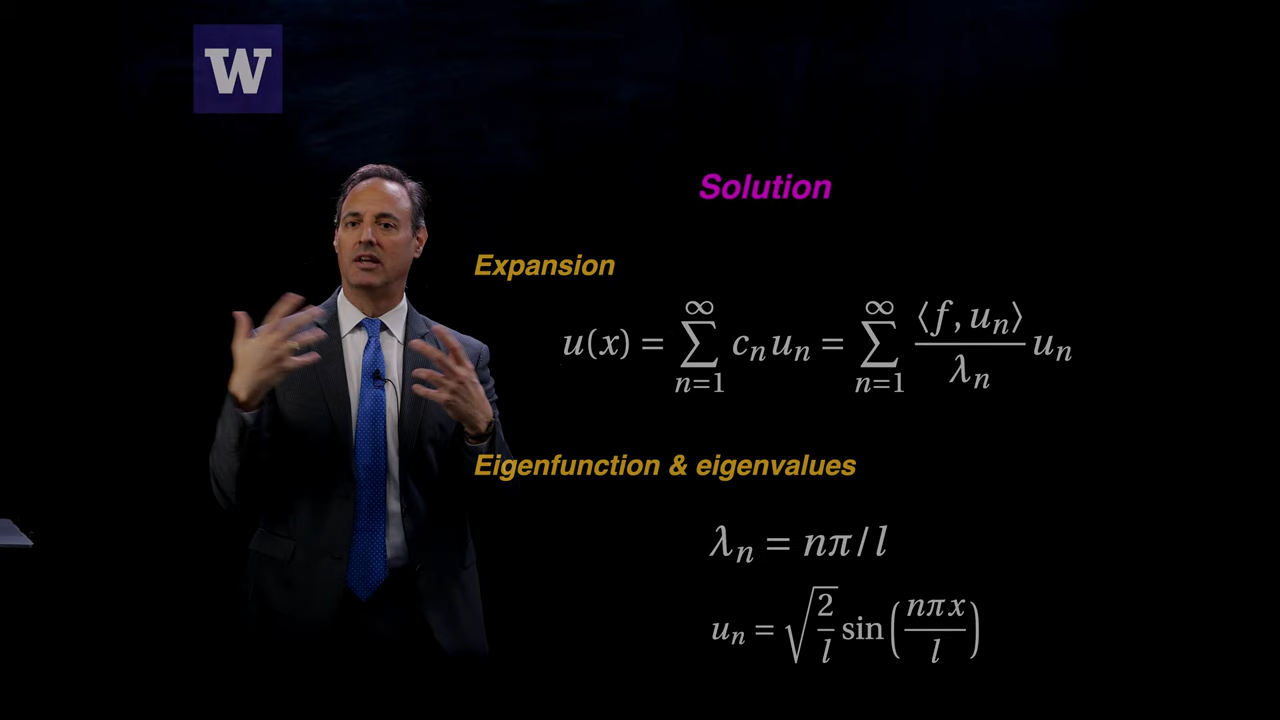 W
Solution
Expansion
u(x) = ∑_{n=1}^{∞} c_n u_n = ∑_{n=1}^{∞} ⟨f, u_n⟩/λ_n u_n
Eigenfunction & eigenvalues
λ_n = nπ/l
u_n = √(2/l) sin(nπx/l)